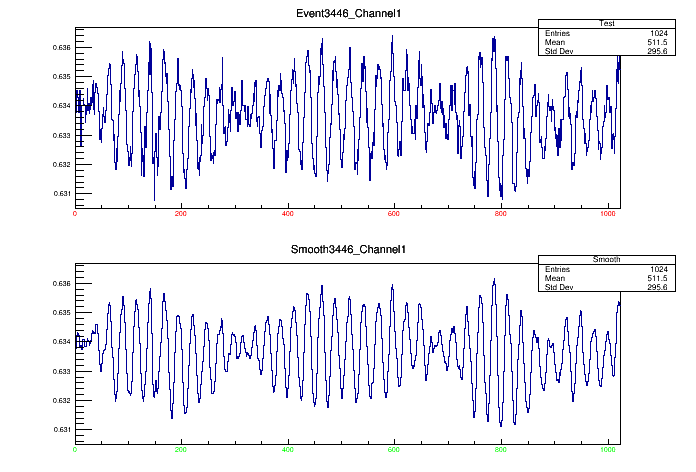 Event3446_Channel1
Test
Entries 1024
Mean 511.5
Std Dev 295.6
0.636
0.635
0.634
0.633
0.632
0.631
0 200 400 600 800 1000
Smooth3446_Channel1
Smooth
Entries 1024
Mean 511.5
Std Dev 295.6
0.636
0.635
0.634
0.633
0.632
0.631
0 200 400 600 800 1000